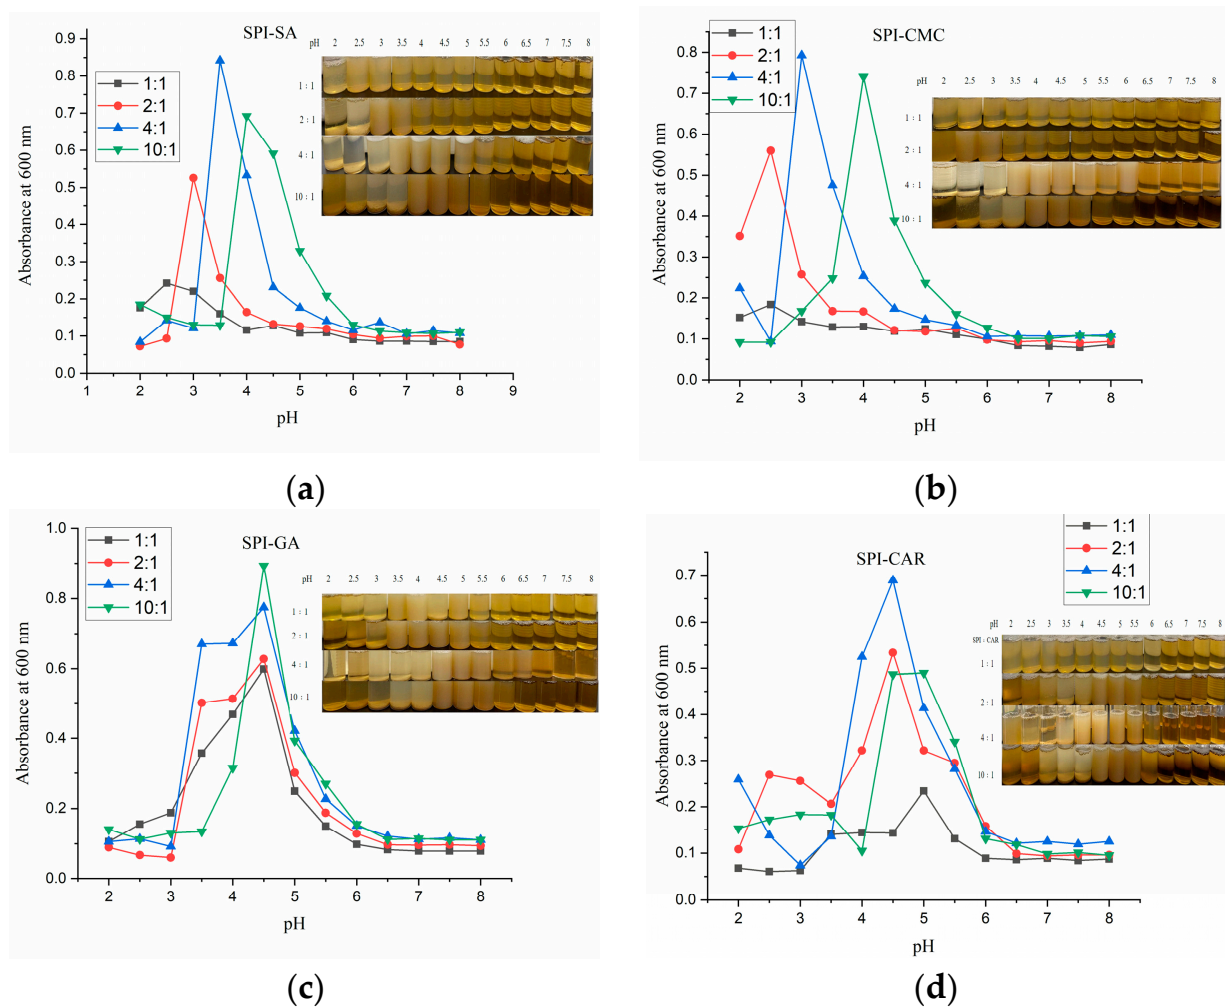 SPI-SA
Absorbance at 600 nm
0.9
0.8
0.7
0.6
0.5
0.4
0.3
0.2
0.1
0.0
1:1
2:1
4:1
10:1
pH 2 2.5 3 3.5 4 4.5 5 5.5 6 6.5 7 7.5 8
1 : 1
2 : 1
4 : 1
10 : 1
1 2 3 4 5 6 7 8 9
pH
(a)
SPI-CMC
Absorbance at 600 nm
0.8
0.7
0.6
0.5
0.4
0.3
0.2
0.1
0.0
1:1
2:1
4:1
10:1
pH 2 2.5 3 3.5 4 4.5 5 5.5 6 6.5 7 7.5 8
1 : 1
2 : 1
4 : 1
10 : 1
2 3 4 5 6 7 8
pH
(b)
SPI-GA
Absorbance at 600 nm
1.0
0.8
0.6
0.4
0.2
0.0
1:1
2:1
4:1
10:1
pH
2 2.5 3 3.5 4 4.5 5 5.5 6 6.5 7 7.5 8
1 : 1
2 : 1
4 : 1
10 : 1
2 3 4 5 6 7 8
pH
(c)
SPI-CAR
Absorbance at 600 nm
0.7
0.6
0.5
0.4
0.3
0.2
0.1
0.0
1:1
2:1
4:1
10:1
pH 2 2.5 3 3.5 4 4.5 5 5.5 6 6.5 7 7.5 8
SPI : CAR
1 : 1
2 : 1
4 : 1
10 : 1
2 3 4 5 6 7 8
pH
(d)